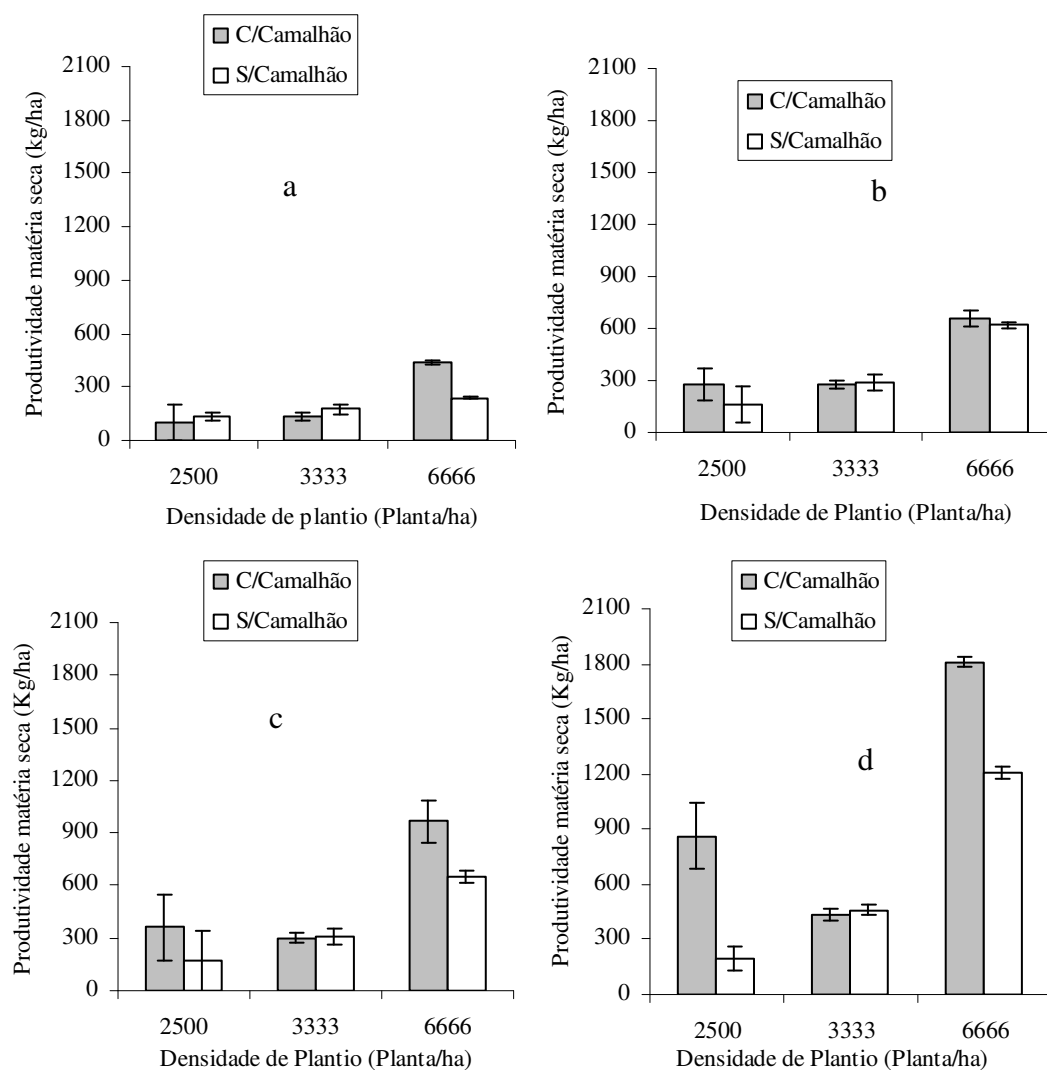 C/Camalhão
S/Camalhão
2100
1800
1500
1200
900
600
300
0
Produtividade matéria seca (kg/ha)
a
2500 3333 6666
Densidade de plantio (Planta/ha)
C/Camalhão
S/Camalhão
2100
1800
1500
1200
900
600
300
0
Produtividade matéria seca (kg/ha)
b
2500 3333 6666
Densidade de Plantio (Planta/ha)
C/Camalhão
S/Camalhão
2100
1800
1500
1200
900
600
300
0
Produtividade matéria seca (Kg/ha)
c
2500 3333 6666
Densidade de Plantio (Planta/ha)
C/Camalhão
S/Camalhão
2100
1800
1500
1200
900
600
300
0
Produtividade matéria seca (Kg/ha)
d
2500 3333 6666
Densidade de Plantio (Planta/ha)